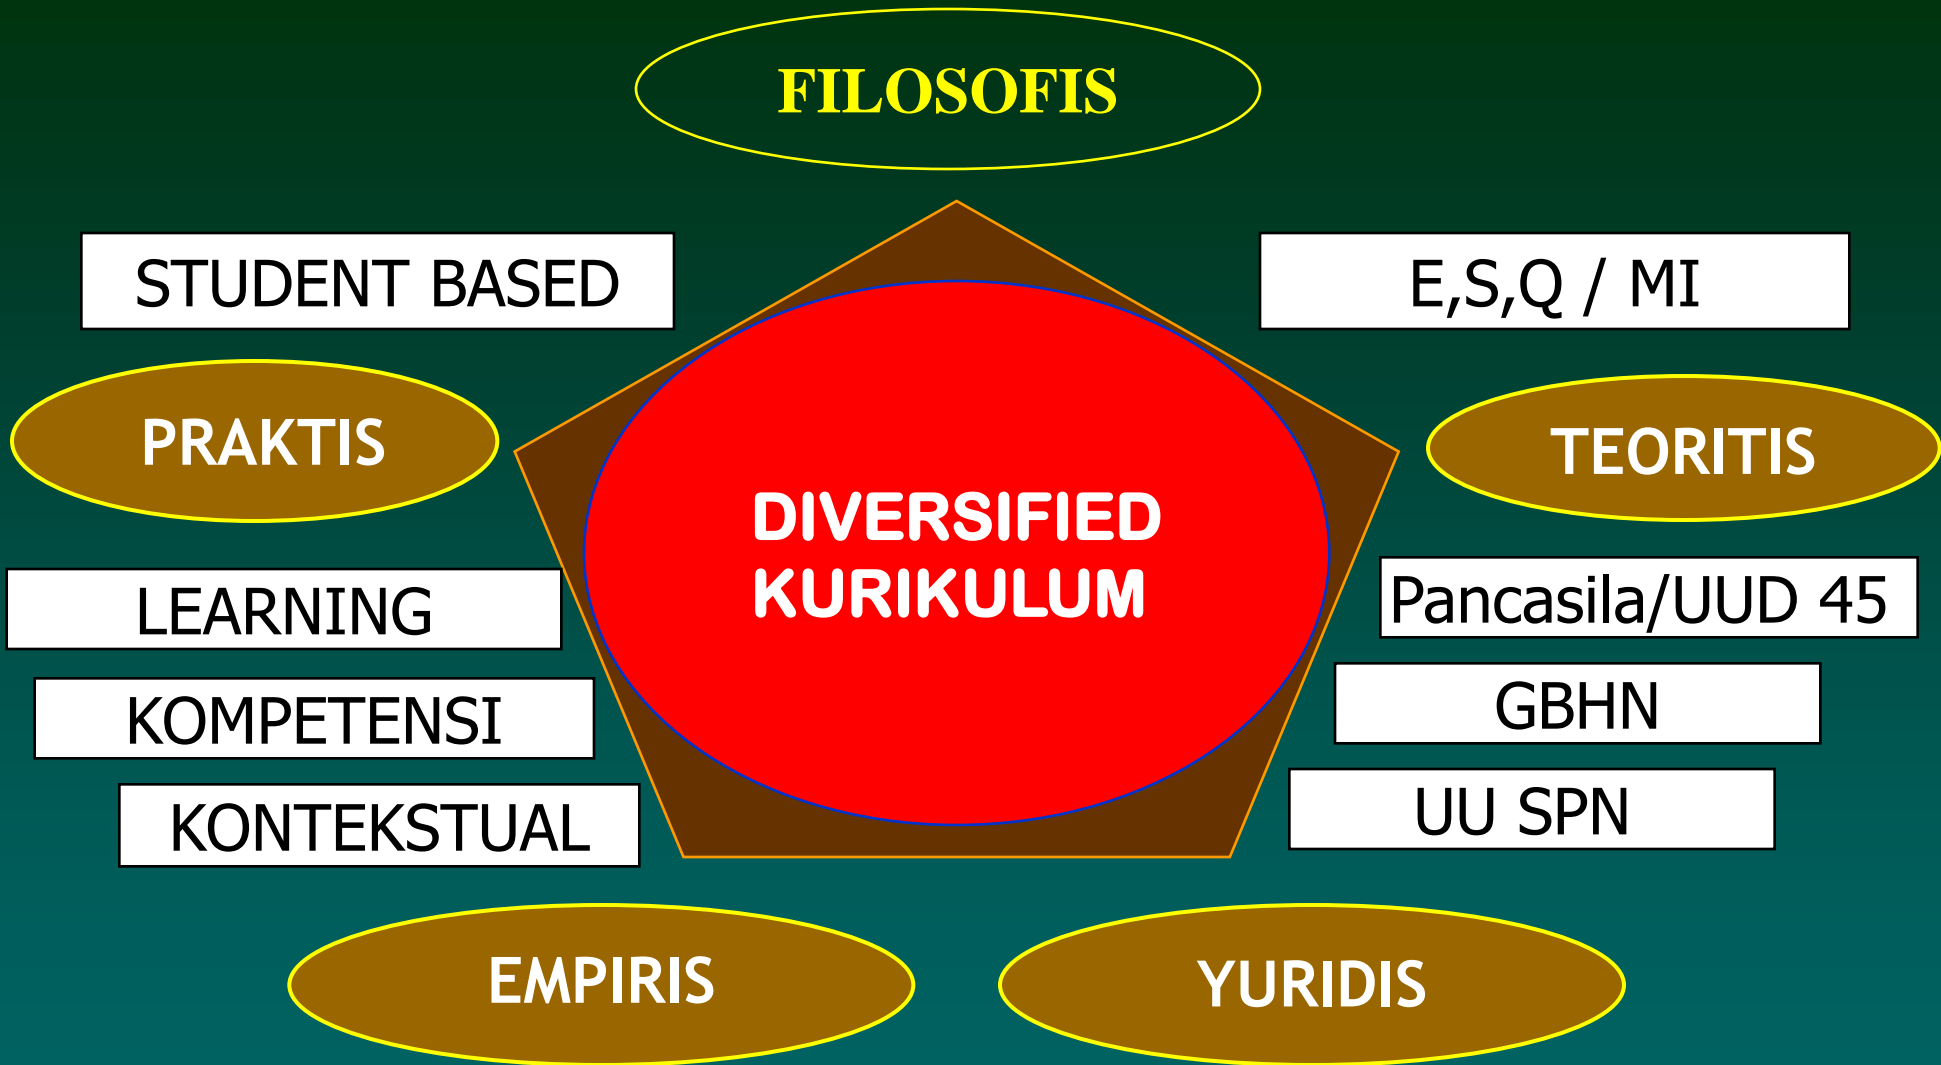 FILOSOFIS
STUDENT BASED
E,S,Q / MI
PRAKTIS
TEORITIS
DIVERSIFIED
KURIKULUM
LEARNING
Pancasila/UUD 45
KOMPETENSI
GBHN
KONTEKSTUAL
UU SPN
EMPIRIS
YURIDIS